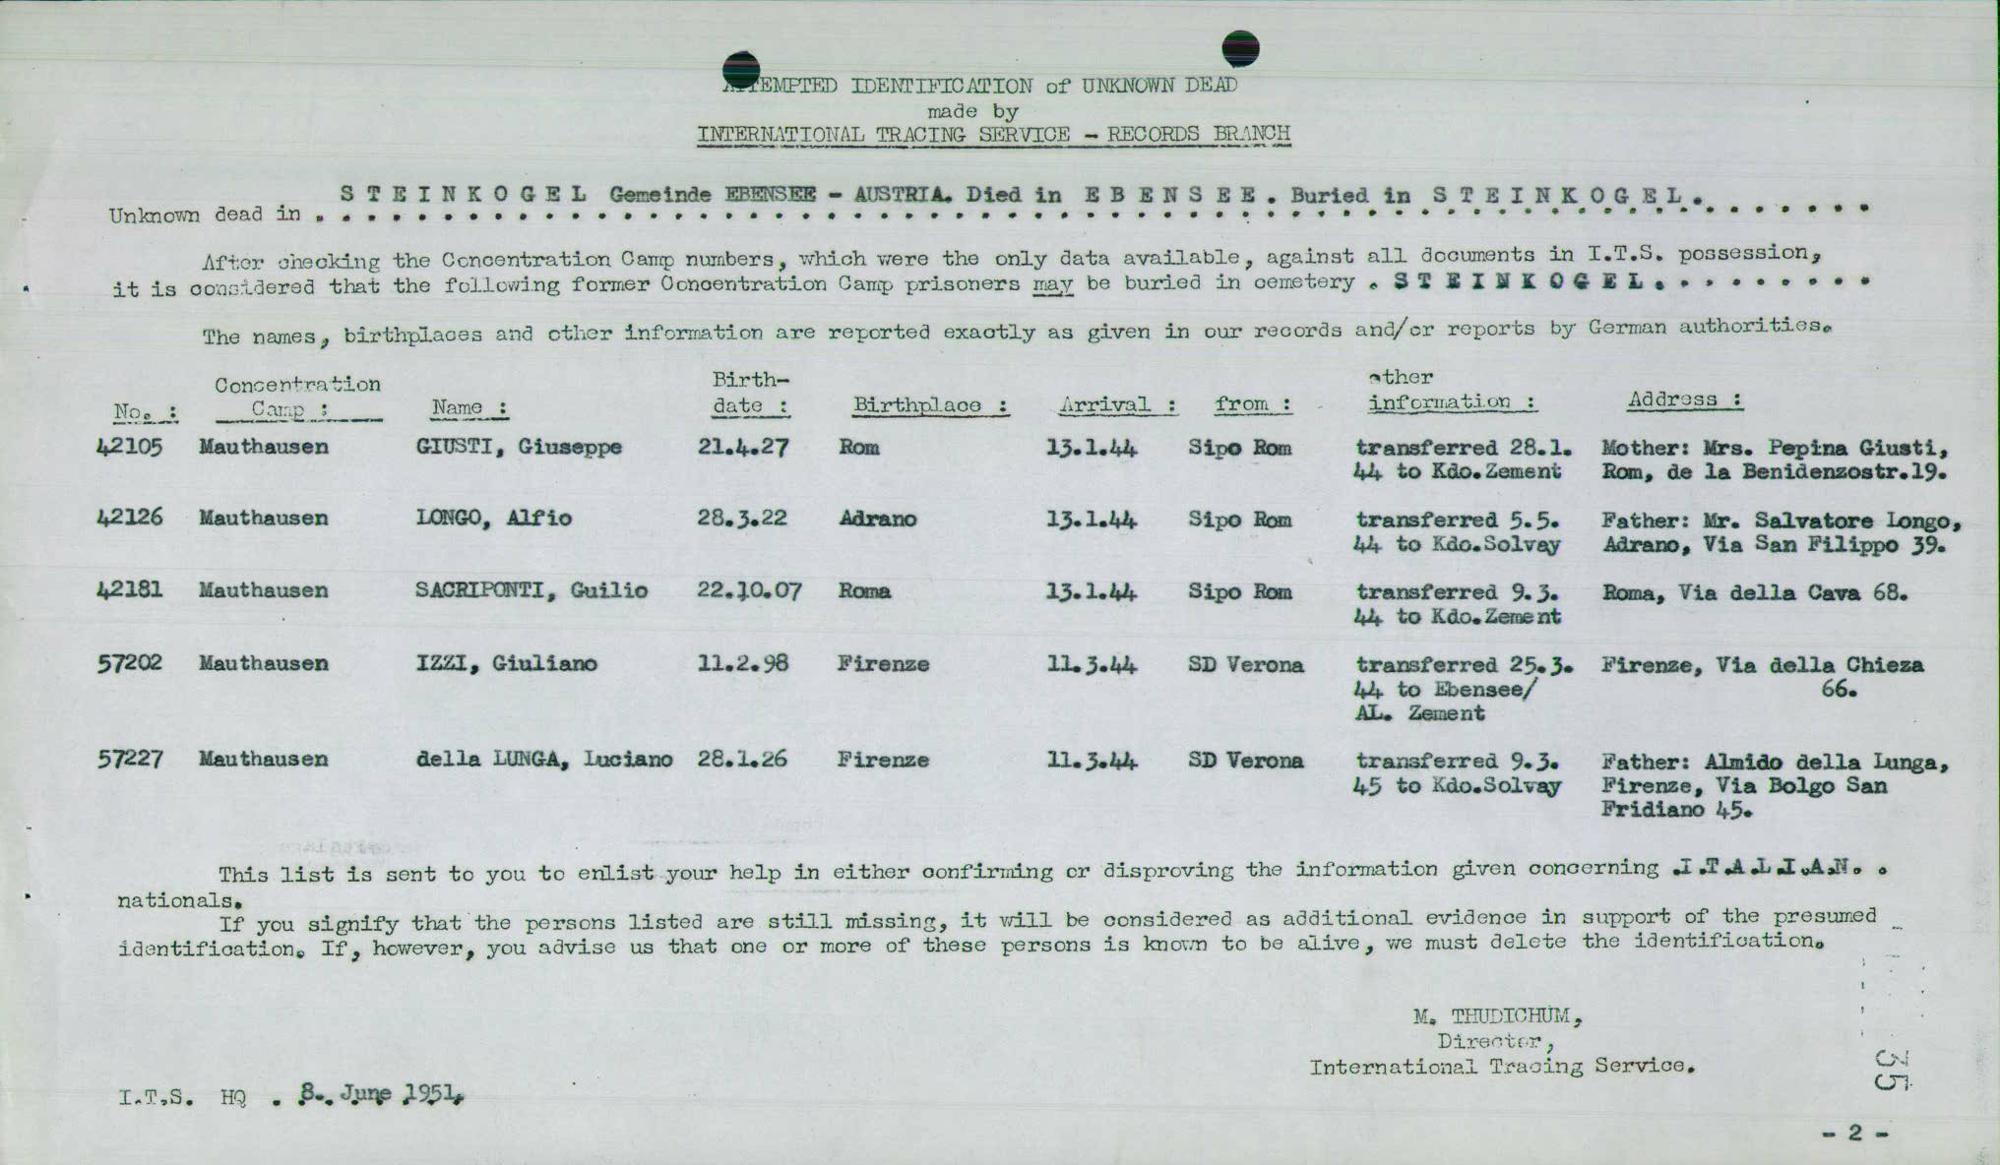 ATTEMPTED IDENTIFICATION of UNKNOWN DEAD
made by
INTERNATIONAL TRACING SERVICE - RECORDS BRANCH
Unknown dead in . S T E I N K O G E L Gemeinde EBENSEE - AUSTRIA. Died in E B E N S E E . Buried in S T E I N K O G E L.
After checking the Concentration Camp numbers, which were the only data available, against all documents in I.T.S. possession,
it is considered that the following former Concentration Camp prisoners may be buried in cemetery . S T E I N K O G E L . . . . . . . . .
The names, birthplaces and other information are reported exactly as given in our records and/or reports by German authorities.
No. : Concentration Camp : Name : Birth-date : Birthplace : Arrival : from : other information : Address :
42105 Mauthausen GIUSTI, Giuseppe 21.4.27 Rom 13.1.44 Sipo Rom transferred 28.1. Mother: Mrs. Pepina Giusti,
44 to Kdo.Zement Rom, de la Benidenzostr.19.
42126 Mauthausen LONGO, Alfio 28.3.22 Adrano 13.1.44 Sipo Rom transferred 5.5. Father: Mr. Salvatore Longo,
44 to Kdo.Solvay Adrano, Via San Filippo 39.
42181 Mauthausen SACRIPONTI, Guilio 22.10.07 Roma 13.1.44 Sipo Rom transferred 9.3. Roma, Via della Cava 68.
44 to Kdo.Zement
57202 Mauthausen IZZI, Giuliano 11.2.98 Firenze 11.3.44 SD Verona transferred 25.3. Firenze, Via della Chieza
44 to Ebensee/ 66.
AL. Zement
57227 Mauthausen della LUNGA, Luciano 28.1.26 Firenze 11.3.44 SD Verona transferred 9.3. Father: Almido della Lunga,
45 to Kdo.Solvay Firenze, Via Bolgo San
Fridiano 45.
This list is sent to you to enlist your help in either confirming or disproving the information given concerning .I.T.A.L.I.A.N. .
nationals.
If you signify that the persons listed are still missing, it will be considered as additional evidence in support of the presumed
identification. If, however, you advise us that one or more of these persons is known to be alive, we must delete the identification.
M. THUDICHUM,
Director,
International Tracing Service.
I.T.S. HQ . 8. June 1951.
35
- 2 -